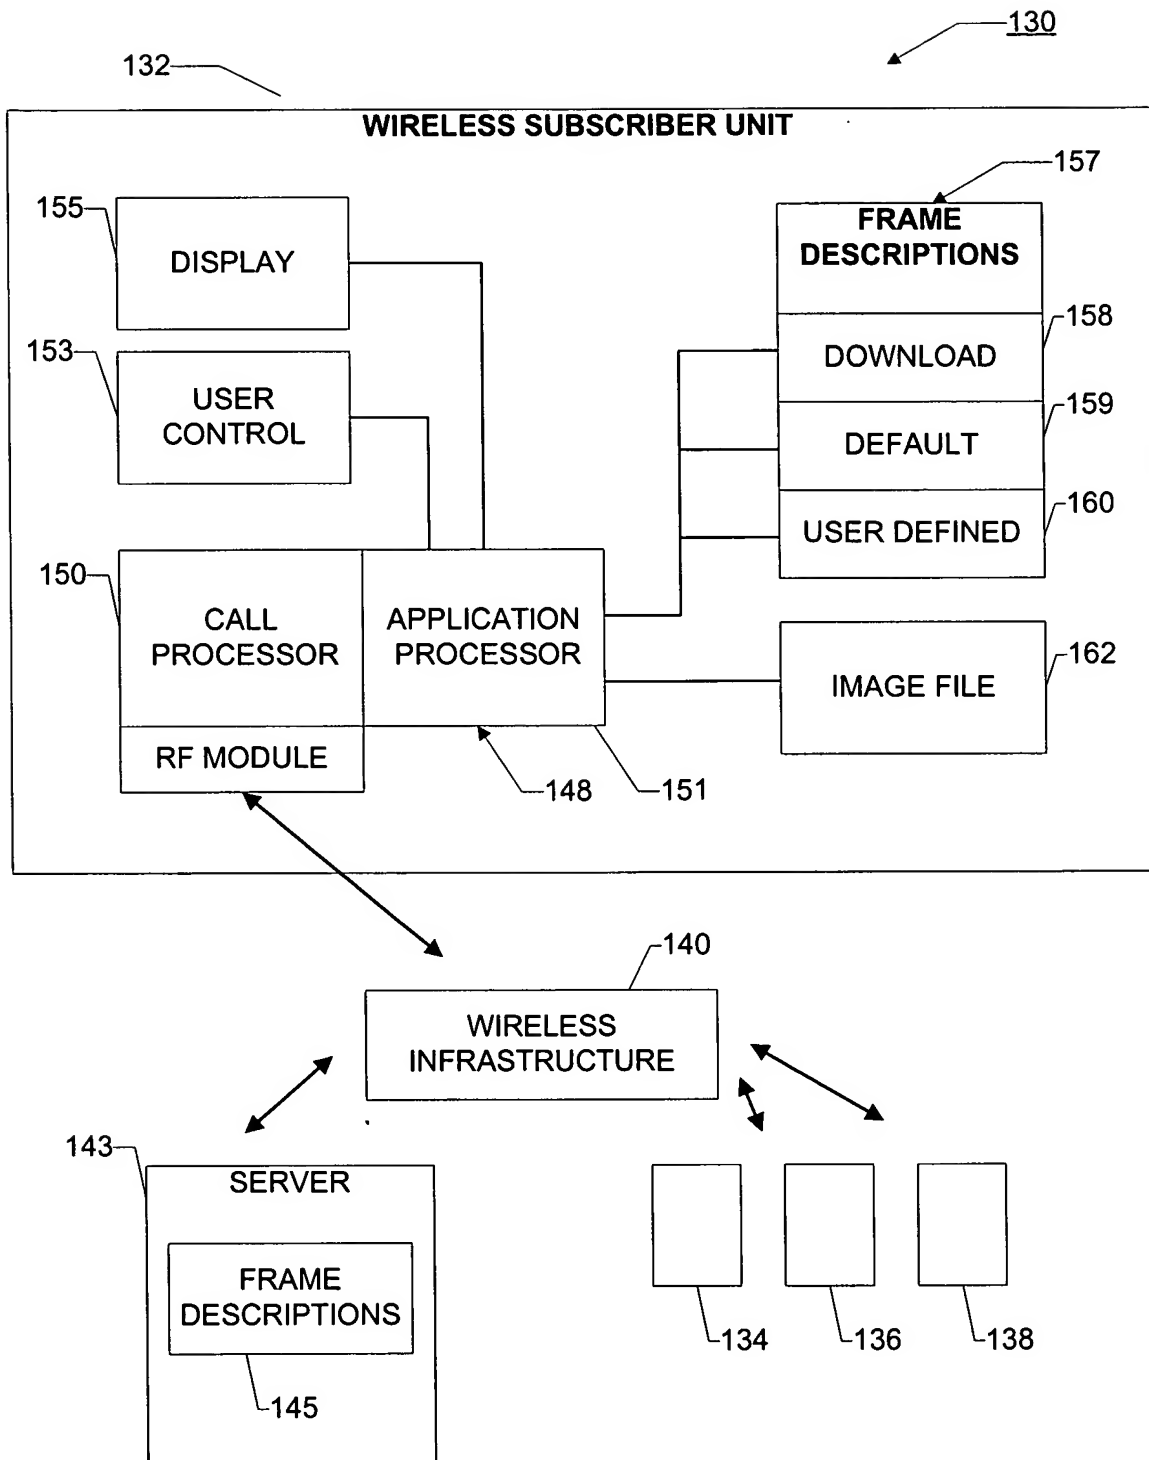 130
132
WIRELESS SUBSCRIBER UNIT
157
155
DISPLAY
FRAME
DESCRIPTIONS
158
DOWNLOAD
153
USER
CONTROL
159
DEFAULT
160
USER DEFINED
150
CALL
PROCESSOR
APPLICATION
PROCESSOR
162
IMAGE FILE
RF MODULE
148
151
140
WIRELESS
INFRASTRUCTURE
143
SERVER
FRAME
DESCRIPTIONS
145
134
136
138